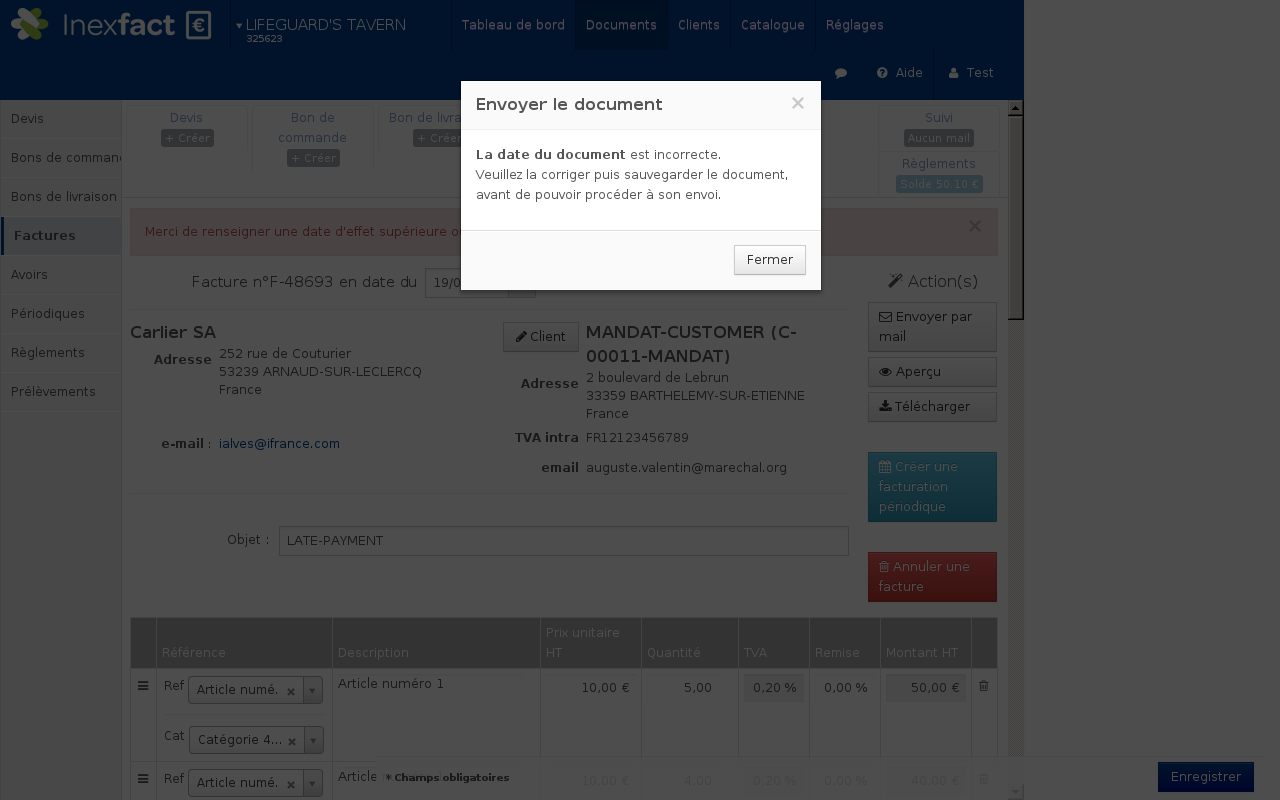 Inexfact
LIFEGUARD'S TAVERN
325623
Tableau de bord
Documents
Clients
Catalogue
Réglages
Aide
Test
Devis
Bons de comman
Bons de livraison
Factures
Avoirs
Périodiques
Règlements
Prélèvements
Devis
+ Créer
Bon de
commande
+ Créer
Bon de livra
+ Crée
Suivi
Aucun mail
Règlements
Solde 50.10 €
Envoyer le document
×
La date du document est incorrecte.
Veuillez la corriger puis sauvegarder le document,
avant de pouvoir procéder à son envoi.
Fermer
Merci de renseigner une date d'effet supérieure
×
Facture n°F-48693 en date du
19/0
Action(s)
Envoyer par
mail
Aperçu
Télécharger
Créer une
facturation
périodique
Annuler une
facture
Carlier SA
Adresse
252 rue de Couturier
53239 ARNAUD-SUR-LECLERCQ
France
e-mail :
ialves@ifrance.com
Client
MANDAT-CUSTOMER (C-
00011-MANDAT)
Adresse
2 boulevard de Lebrun
33359 BARTHELEMY-SUR-ETIENNE
France
TVA intra
FR12123456789
email
auguste.valentin@marechal.org
Objet :
LATE-PAYMENT
Référence
Description
Prix unitaire
HT
Quantité
TVA
Remise
Montant HT
Ref
Article numé.
Article numéro 1
10,00 €
5,00
0,20 %
0,00 %
50,00 €
Cat
Catégorie 4...
Ref
Article numé.
Article
10,00 €
4,00
0,20 %
0,00 %
40,00 €
* Champs obligatoires
Enregistrer